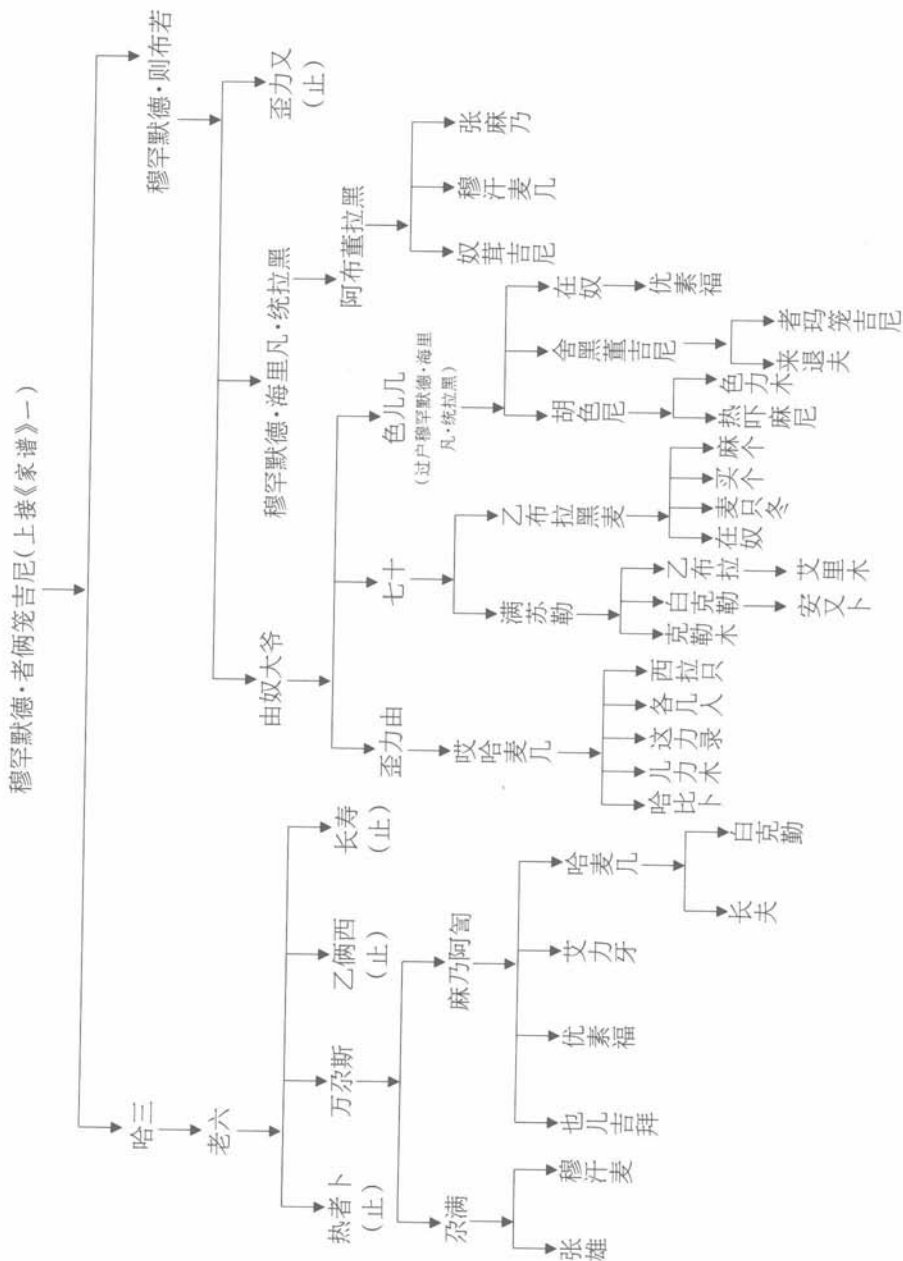 穆罕默德·者俩笼吉尼(上接《家谱》一)
哈三
穆罕默德·则布若
老六
由奴大爷
穆罕默德·海里凡·统拉黑
歪力又
(止)
热者卜
(止)
万尕斯
乙俩西
(止)
长寿
(止)
歪力由
七十
色儿几
(过户穆罕默德·海里
凡·统拉黑)
阿布董拉黑
尕满
麻乃阿訇
哎哈麦几
满苏勒
乙布拉黑麦
胡色尼
舍黑董吉尼
在奴
奴茸吉尼
穆汗麦几
张麻乃
张雄
穆汗麦
也儿吉拜
优素福
艾力牙
哈麦几
哈比卜
儿力木
这力录
各几人
西拉只
克勒木
白克勒
乙布拉
在奴
麦只冬
买个
麻个
热吓麻尼
色力木
来退夫
者玛笼吉尼
优素福
长夫
白克勤
安又卜
艾里木